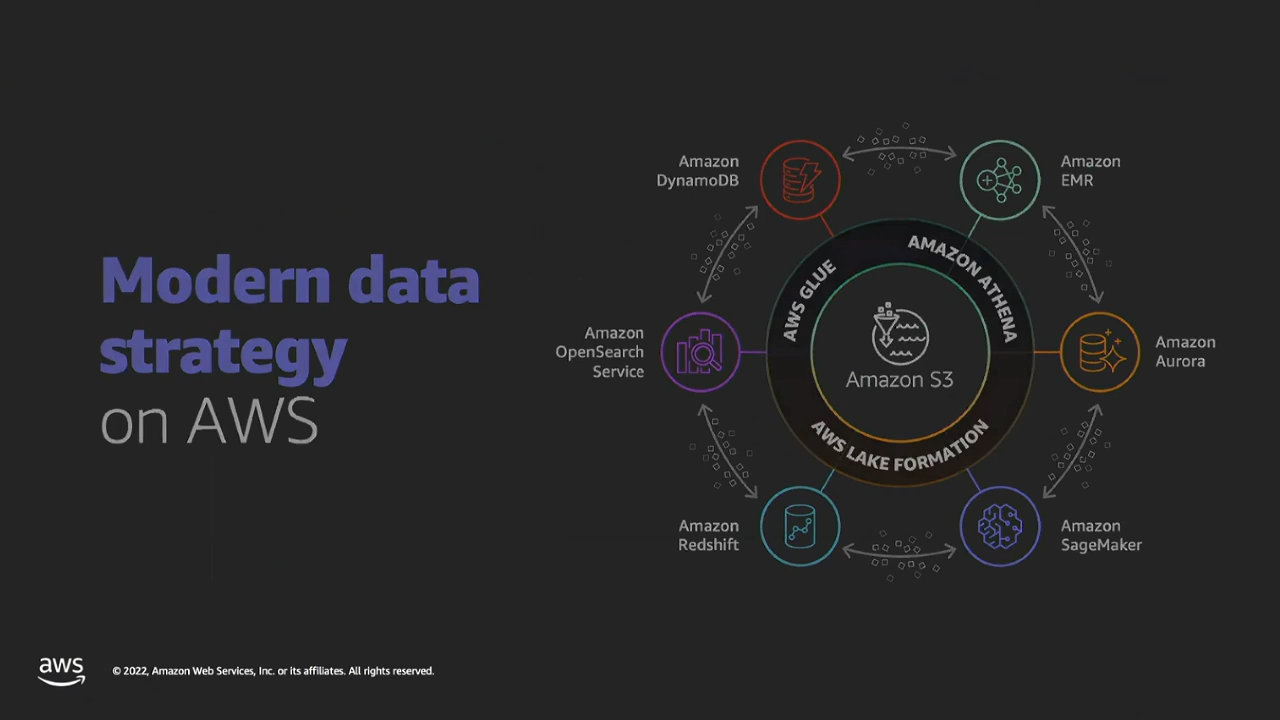 Modern data
strategy
on AWS
Amazon
DynamoDB
Amazon
EMR
Amazon
OpenSearch
Service
Amazon
Aurora
Amazon
Redshift
Amazon
SageMaker
AWS GLUE
AMAZON ATHENA
AWS LAKE FORMATION
Amazon S3
aws
© 2022, Amazon Web Services, Inc. or its affiliates. All rights reserved.